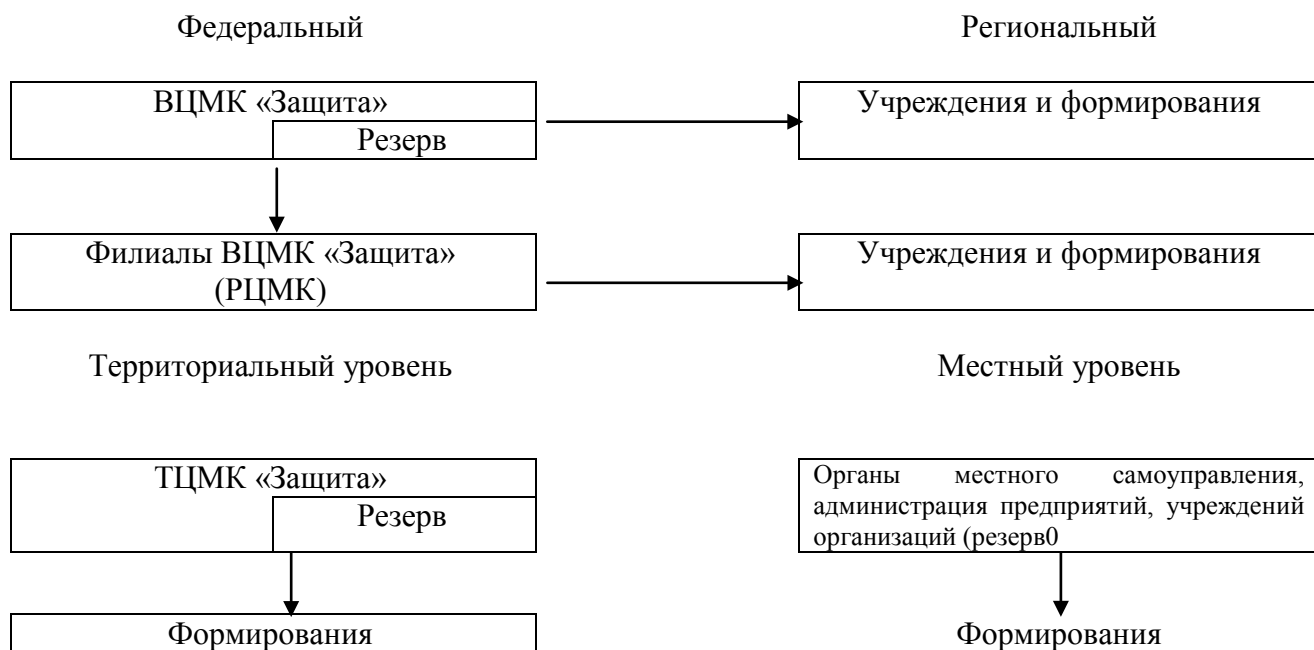 Федеральный
Региональный
ВЦМК «Защита»
Резерв
Учреждения и формирования
Филиалы ВЦМК «Защита»
(РЦМК)
Учреждения и формирования
Территориальный уровень
Местный уровень
ТЦМК «Защита»
Резерв
Органы местного самоуправления,
администрация предприятий, учреждений
организаций (резерв0
Формирования
Формирования